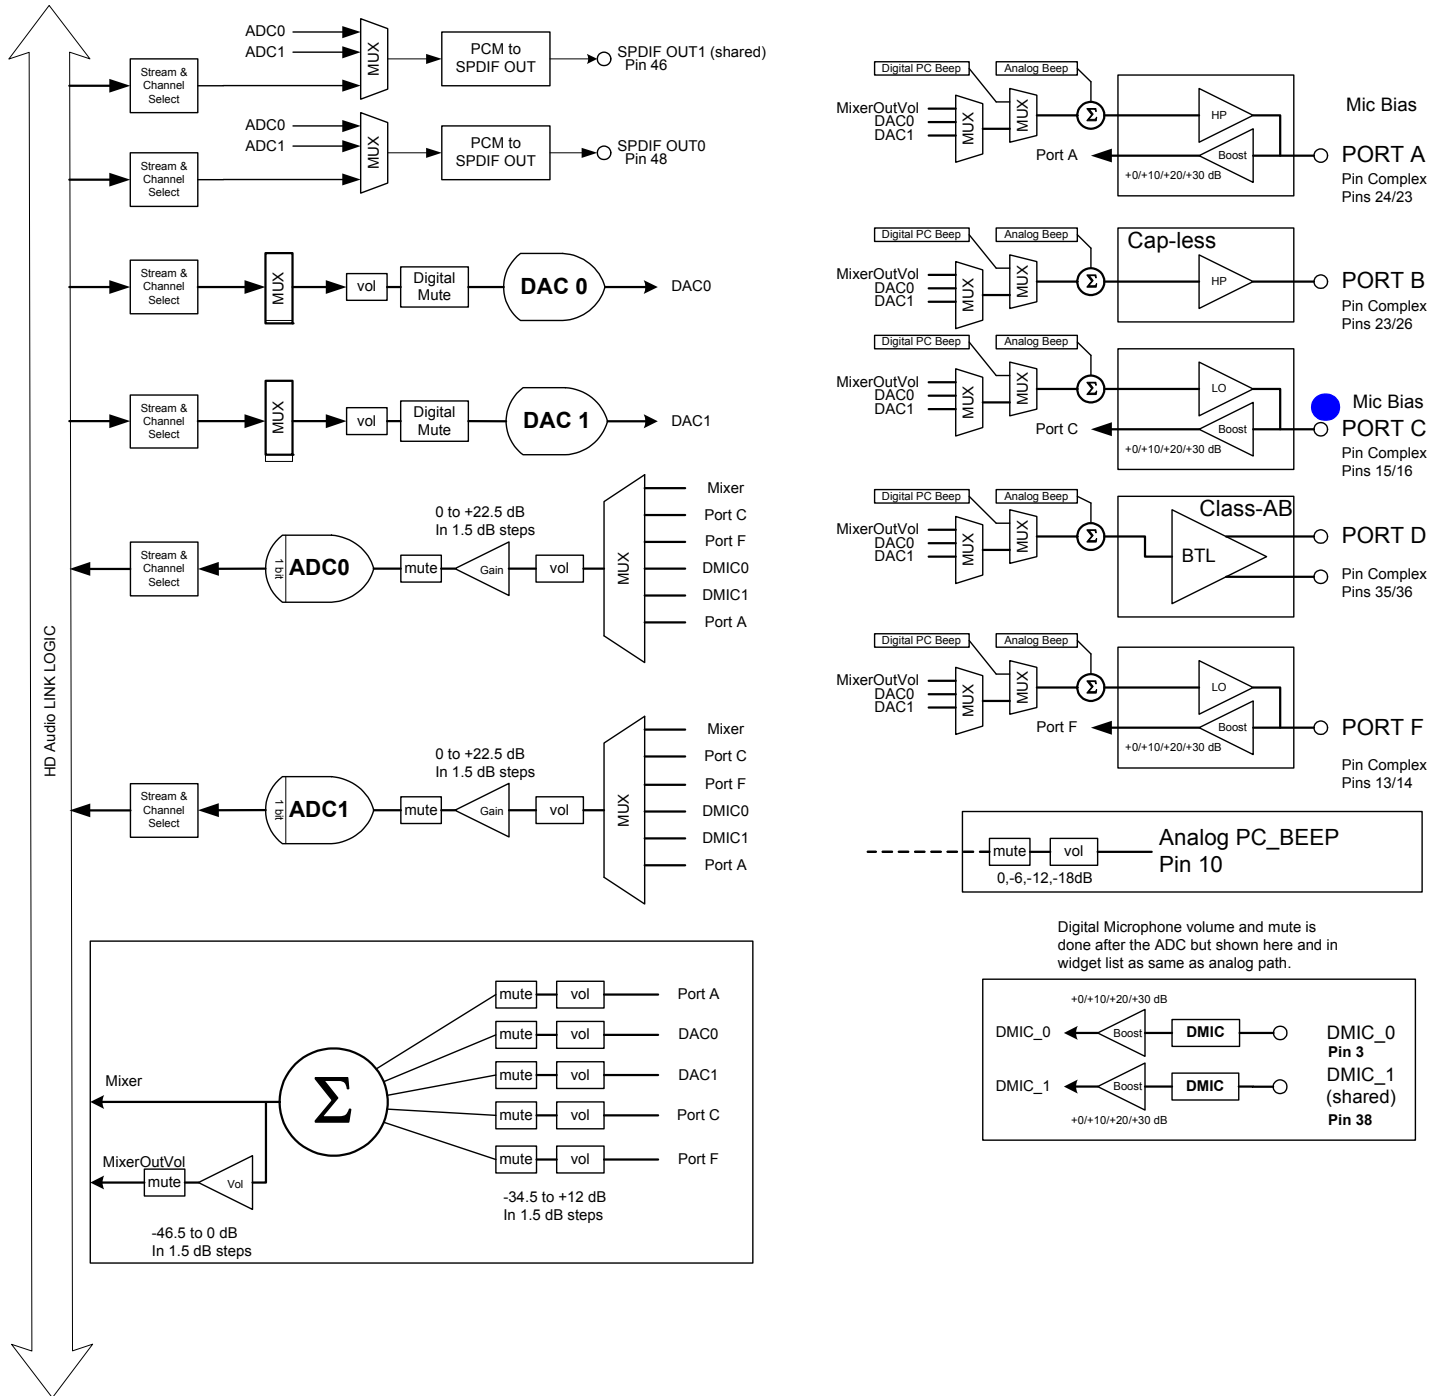 HD Audio LINK LOGIC
ADC0
ADC1
Stream &
Channel
Select
MUX
PCM to
SPDIF OUT
SPDIF OUT1 (shared)
Pin 46
ADC0
ADC1
Stream &
Channel
Select
MUX
PCM to
SPDIF OUT
SPDIF OUT0
Pin 48
Stream &
Channel
Select
MUX
vol
Digital
Mute
DAC 0
DAC0
Stream &
Channel
Select
MUX
vol
Digital
Mute
DAC 1
DAC1
Stream &
Channel
Select
1 bit
ADC0
mute
0 to +22.5 dB
In 1.5 dB steps
Gain
vol
MUX
Mixer
Port C
Port F
DMIC0
DMIC1
Port A
Stream &
Channel
Select
1 bit
ADC1
mute
0 to +22.5 dB
In 1.5 dB steps
Gain
vol
MUX
Mixer
Port C
Port F
DMIC0
DMIC1
Port A
Mixer
MixerOutVol
mute
Vol
-46.5 to 0 dB
In 1.5 dB steps
Σ
mute vol Port A
mute vol DAC0
mute vol DAC1
mute vol Port C
mute vol Port F
-34.5 to +12 dB
In 1.5 dB steps
Digital PC Beep
Analog Beep
MixerOutVol
DAC0
DAC1
MUX
MUX
Σ
HP
Port A
Boost
+0/+10/+20/+30 dB
Mic Bias
PORT A
Pin Complex
Pins 24/23
Digital PC Beep
Analog Beep
MixerOutVol
DAC0
DAC1
MUX
MUX
Σ
Cap-less
HP
PORT B
Pin Complex
Pins 23/26
Digital PC Beep
Analog Beep
MixerOutVol
DAC0
DAC1
MUX
MUX
Σ
LO
Port C
Boost
+0/+10/+20/+30 dB
Mic Bias
PORT C
Pin Complex
Pins 15/16
Digital PC Beep
Analog Beep
MixerOutVol
DAC0
DAC1
MUX
MUX
Σ
Class-AB
BTL
PORT D
Pin Complex
Pins 35/36
Digital PC Beep
Analog Beep
MixerOutVol
DAC0
DAC1
MUX
MUX
Σ
LO
Port F
Boost
+0/+10/+20/+30 dB
PORT F
Pin Complex
Pins 13/14
mute
vol
0,-6,-12,-18dB
Analog PC_BEEP
Pin 10
Digital Microphone volume and mute is
done after the ADC but shown here and in
widget list as same as analog path.
+0/+10/+20/+30 dB
DMIC_0
Boost
DMIC
DMIC_0
Pin 3
DMIC_1
Boost
DMIC
DMIC_1
(shared)
+0/+10/+20/+30 dB
Pin 38